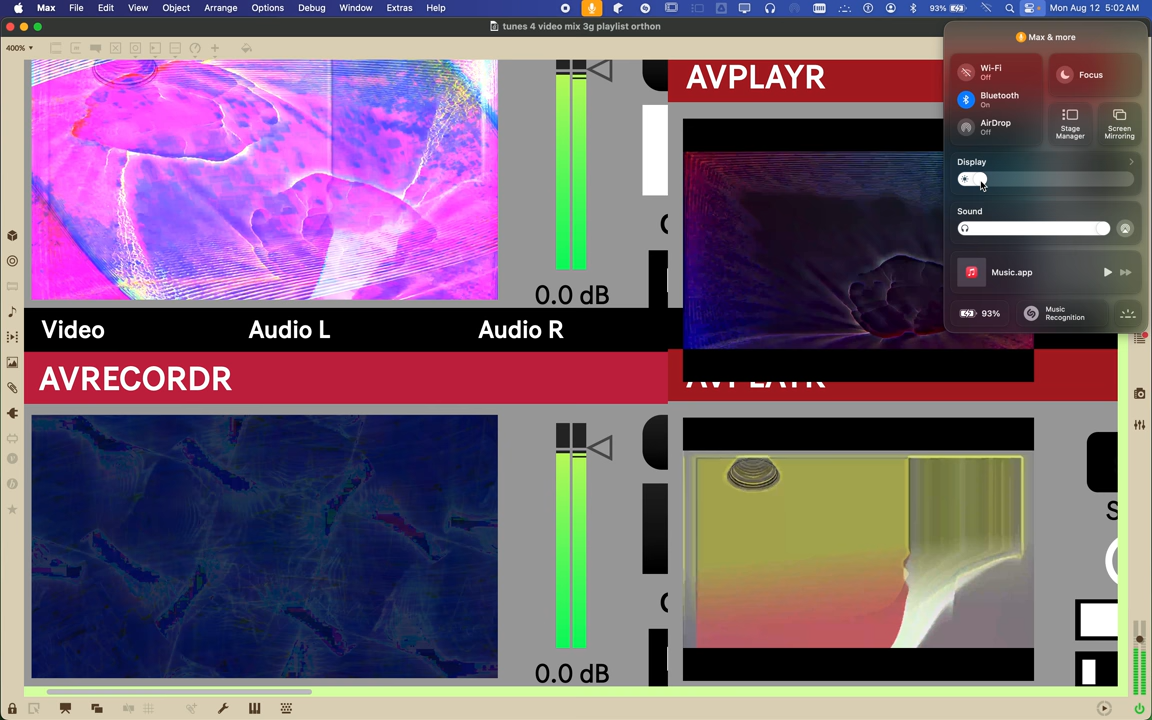 Max File Edit View Object Arrange Options Debug Window Extras Help 93% Mon Aug 12 5:02 AM
tunes 4 video mix 3g playlist orthon
400%
Max & more
Wi-Fi
Off
Bluetooth
On
AirDrop
Off
Focus
Stage
Manager
Screen
Mirroring
Display
Sound
Music.app
93%
Music
Recognition
0.0 dB
Video Audio L Audio R
AVRECORDR
0.0 dB
AVPLAYR
AVPLAYR
S